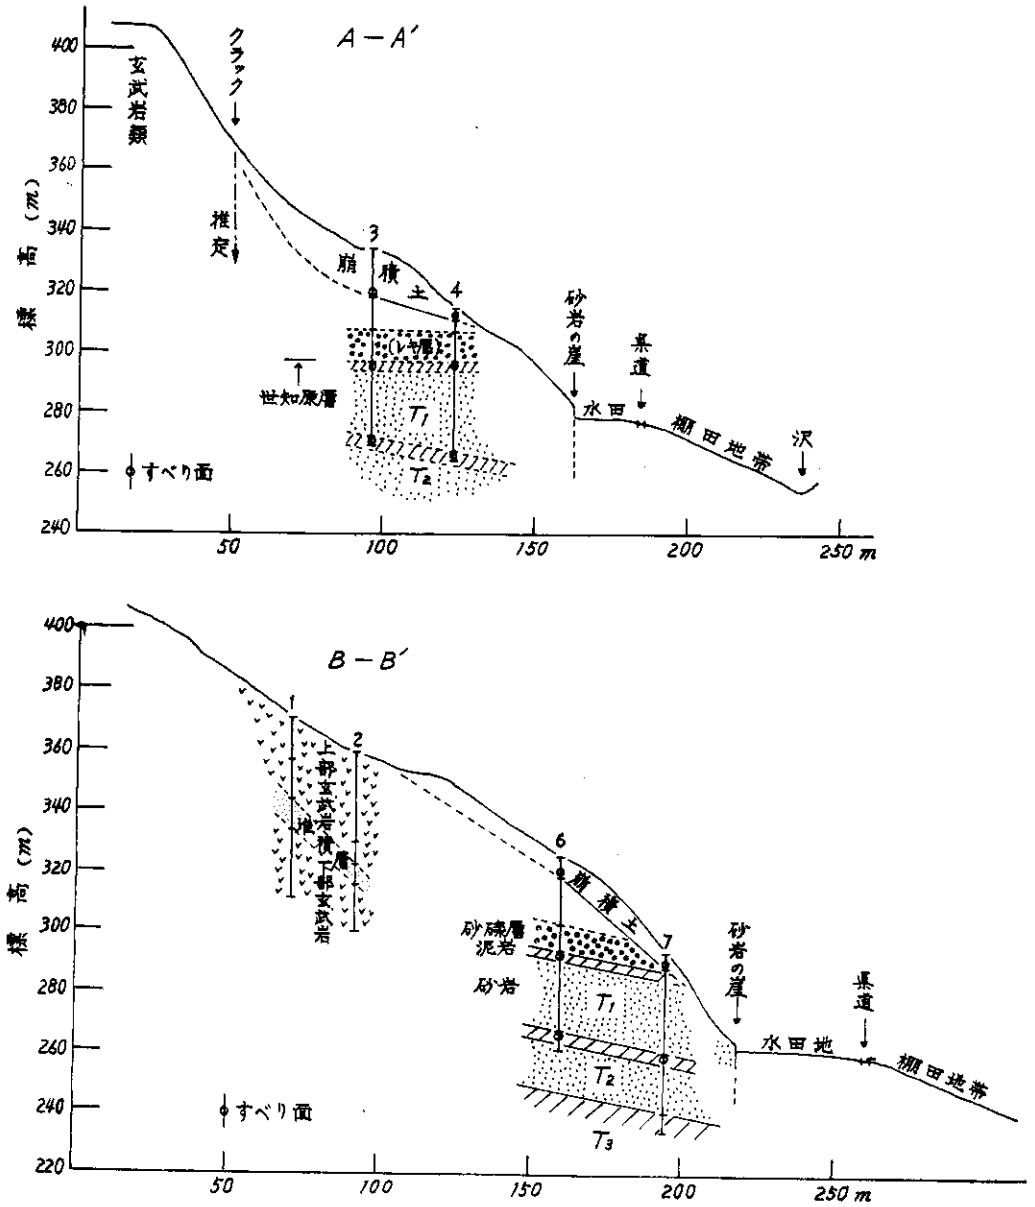 A－A′
標高(m)
400
380
360
340
320
300
280
260
240
玄武岩類
クラック
推定
3
4
崩積土
(レキ層)
世知原層
T1
T2
砂岩の崖
水田
県道
棚田地帯
沢
すべり面
50
100
150
200
250 m
B－B′
標高(m)
400
380
360
340
320
300
280
260
240
220
1
2
上部玄武岩
堆積層
下部玄武岩
6
7
崩積土
砂礫層
泥岩
砂岩
T1
T2
T3
砂岩の崖
水田地
県道
棚田地帯
すべり面
50
100
150
200
250 m